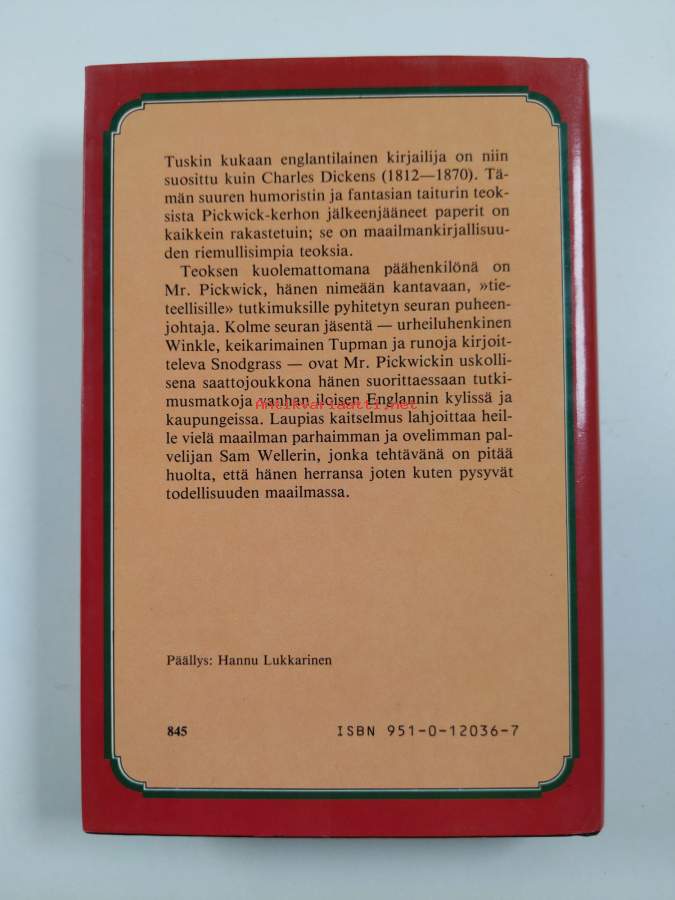 Tuskin kukaan englantilainen kirjailija on niin
suosittu kuin Charles Dickens (1812—1870). Tä-
män suuren humoristin ja fantasian taiturin teok-
sista Pickwick-kerhon jälkeenjääneet paperit on
kaikkein rakastetuin; se on maailmankirjallisuu-
den riemullisimpia teoksia.
Teoksen kuolemattomana päähenkilönä on
Mr. Pickwick, hänen nimeään kantavaan, »tie-
teellisille» tutkimuksille pyhitetyn seuran puheen-
johtaja. Kolme seuran jäsentä — urheiluhenkinen
Winkle, keikarimainen Tupman ja runoja kirjoit-
televa Snodgrass — ovat Mr. Pickwickin uskolli-
sena saattojoukkona hänen suorittaessaan tutki-
musmatkoja vanhan iloisen Englannin kylissä ja
Antikvariaatti.net
kaupungeissa. Laupias kaitselmus lahjoittaa heil-
le vielä maailman parhaimman ja ovelimman pal-
velijan Sam Wellerin, jonka tehtävänä on pitää
huolta, että hänen herransa joten kuten pysyvät
todellisuuden maailmassa.
Päällys: Hannu Lukkarinen
845
ISBN 951-0-12036-7